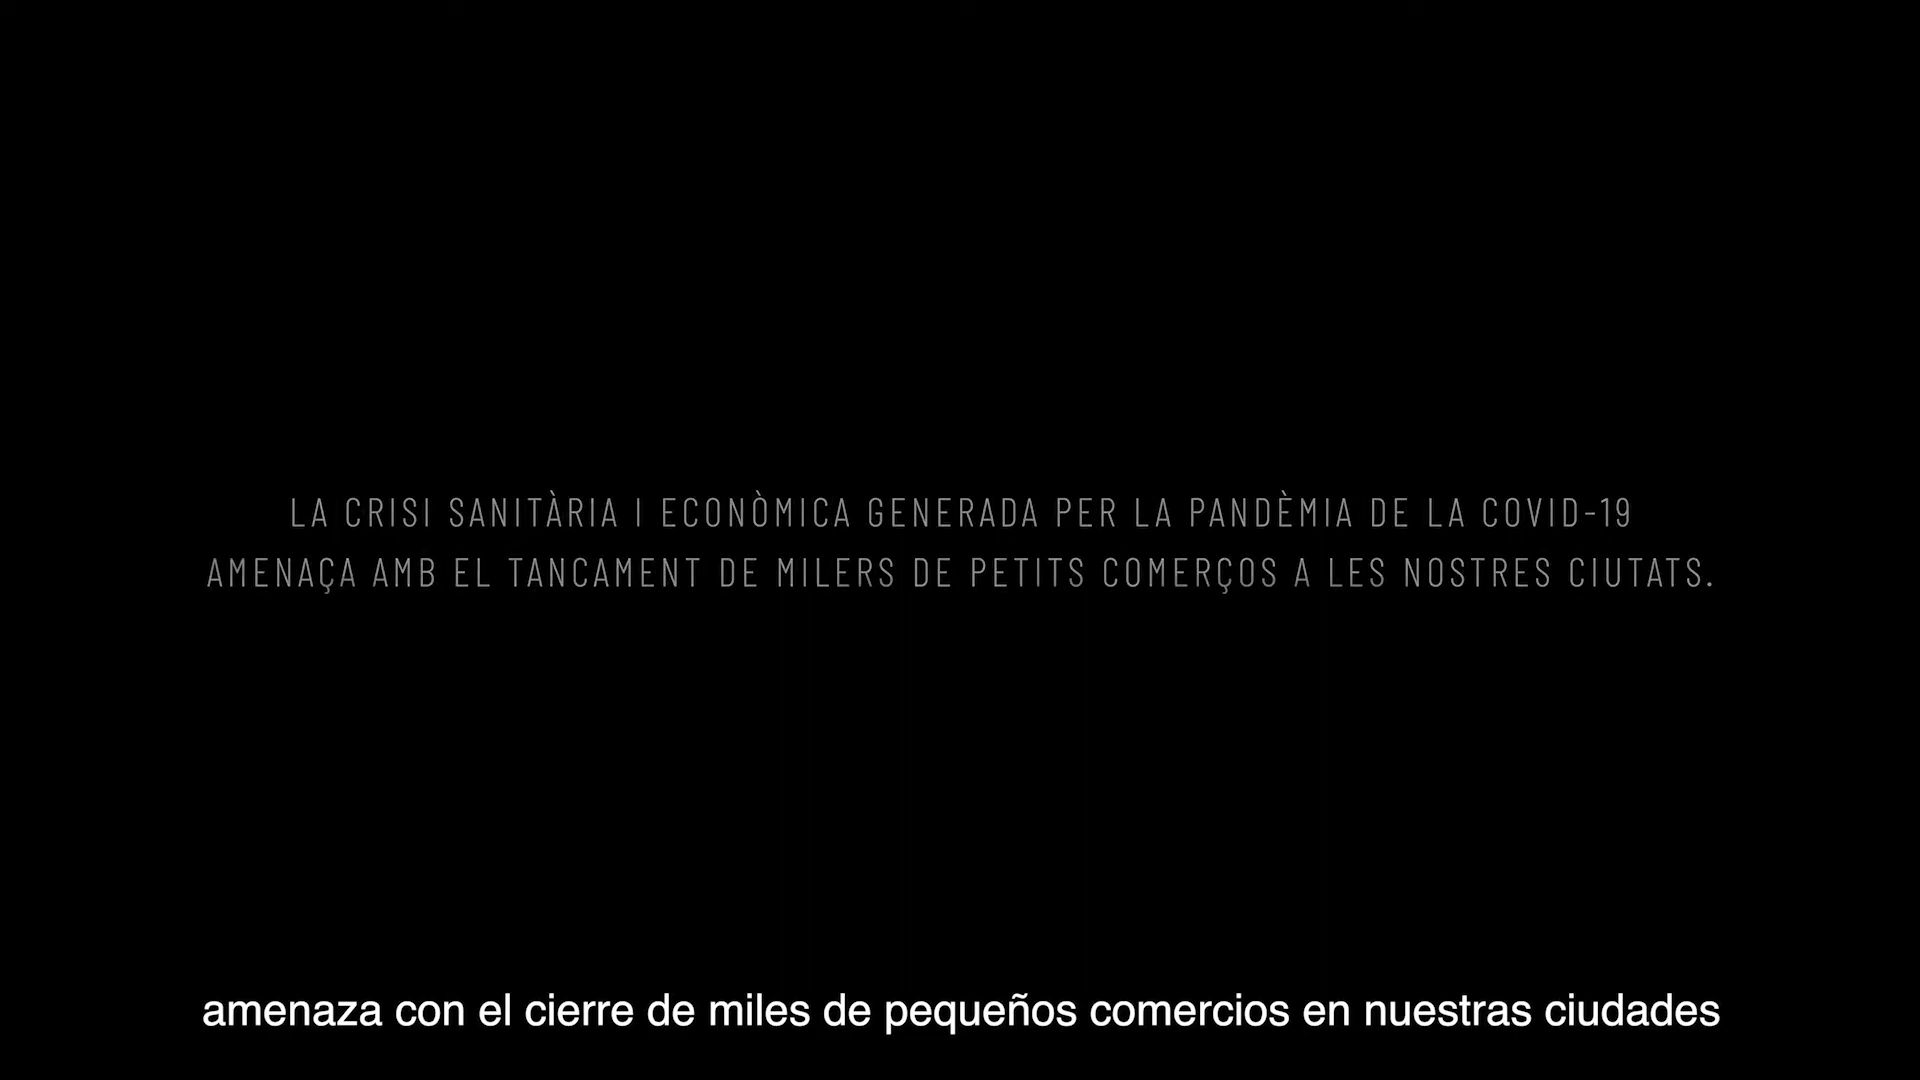 LA CRISI SANITÀRIA I ECONÒMICA GENERADA PER LA PANDÈMIA DE LA COVID-19
AMENAÇA AMB EL TANCAMENT DE MILERS DE PETITS COMERÇOS A LES NOSTRES CIUTATS.
amenaza con el cierre de miles de pequeños comercios en nuestras ciudades